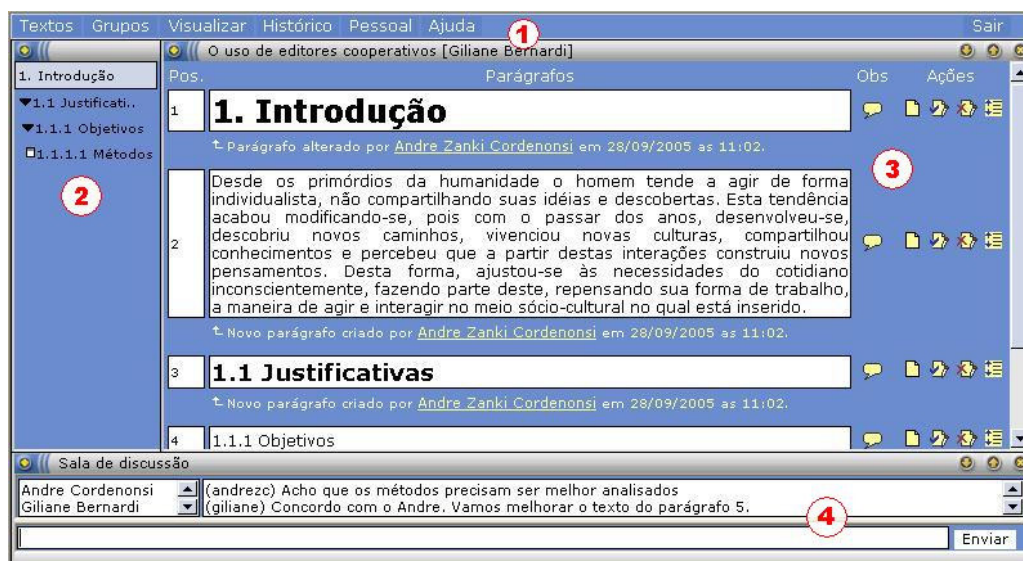 Textos Grupos Visualizar Histórico Pessoal Ajuda Sair
1
O uso de editores cooperativos [Giliane Bernardi]
1. Introdução
▼1.1 Justificati..
▼1.1.1 Objetivos
1.1.1.1 Métodos
2
Pos. Parágrafos Obs Ações
1 1. Introdução
Parágrafo alterado por Andre Zanki Cordenonsi em 28/09/2005 as 11:02.
3
2
Desde os primórdios da humanidade o homem tende a agir de forma
individualista, não compartilhando suas idéias e descobertas. Esta tendência
acabou modificando-se, pois com o passar dos anos, desenvolveu-se,
descobriu novos caminhos, vivenciou novas culturas, compartilhou
conhecimentos e percebeu que a partir destas interações construiu novos
pensamentos. Desta forma, ajustou-se às necessidades do cotidiano
inconscientemente, fazendo parte deste, repensando sua forma de trabalho,
a maneira de agir e interagir no meio sócio-cultural no qual está inserido.
Novo parágrafo criado por Andre Zanki Cordenonsi em 28/09/2005 as 11:02.
3 1.1 Justificativas
Novo parágrafo criado por Andre Zanki Cordenonsi em 28/09/2005 as 11:02.
4 1.1.1 Objetivos
Sala de discussão
Andre Cordenonsi
Giliane Bernardi
(andrezc) Acho que os métodos precisam ser melhor analisados
(giliane) Concordo com o Andre. Vamos melhorar o texto do parágrafo 5.
4
Enviar